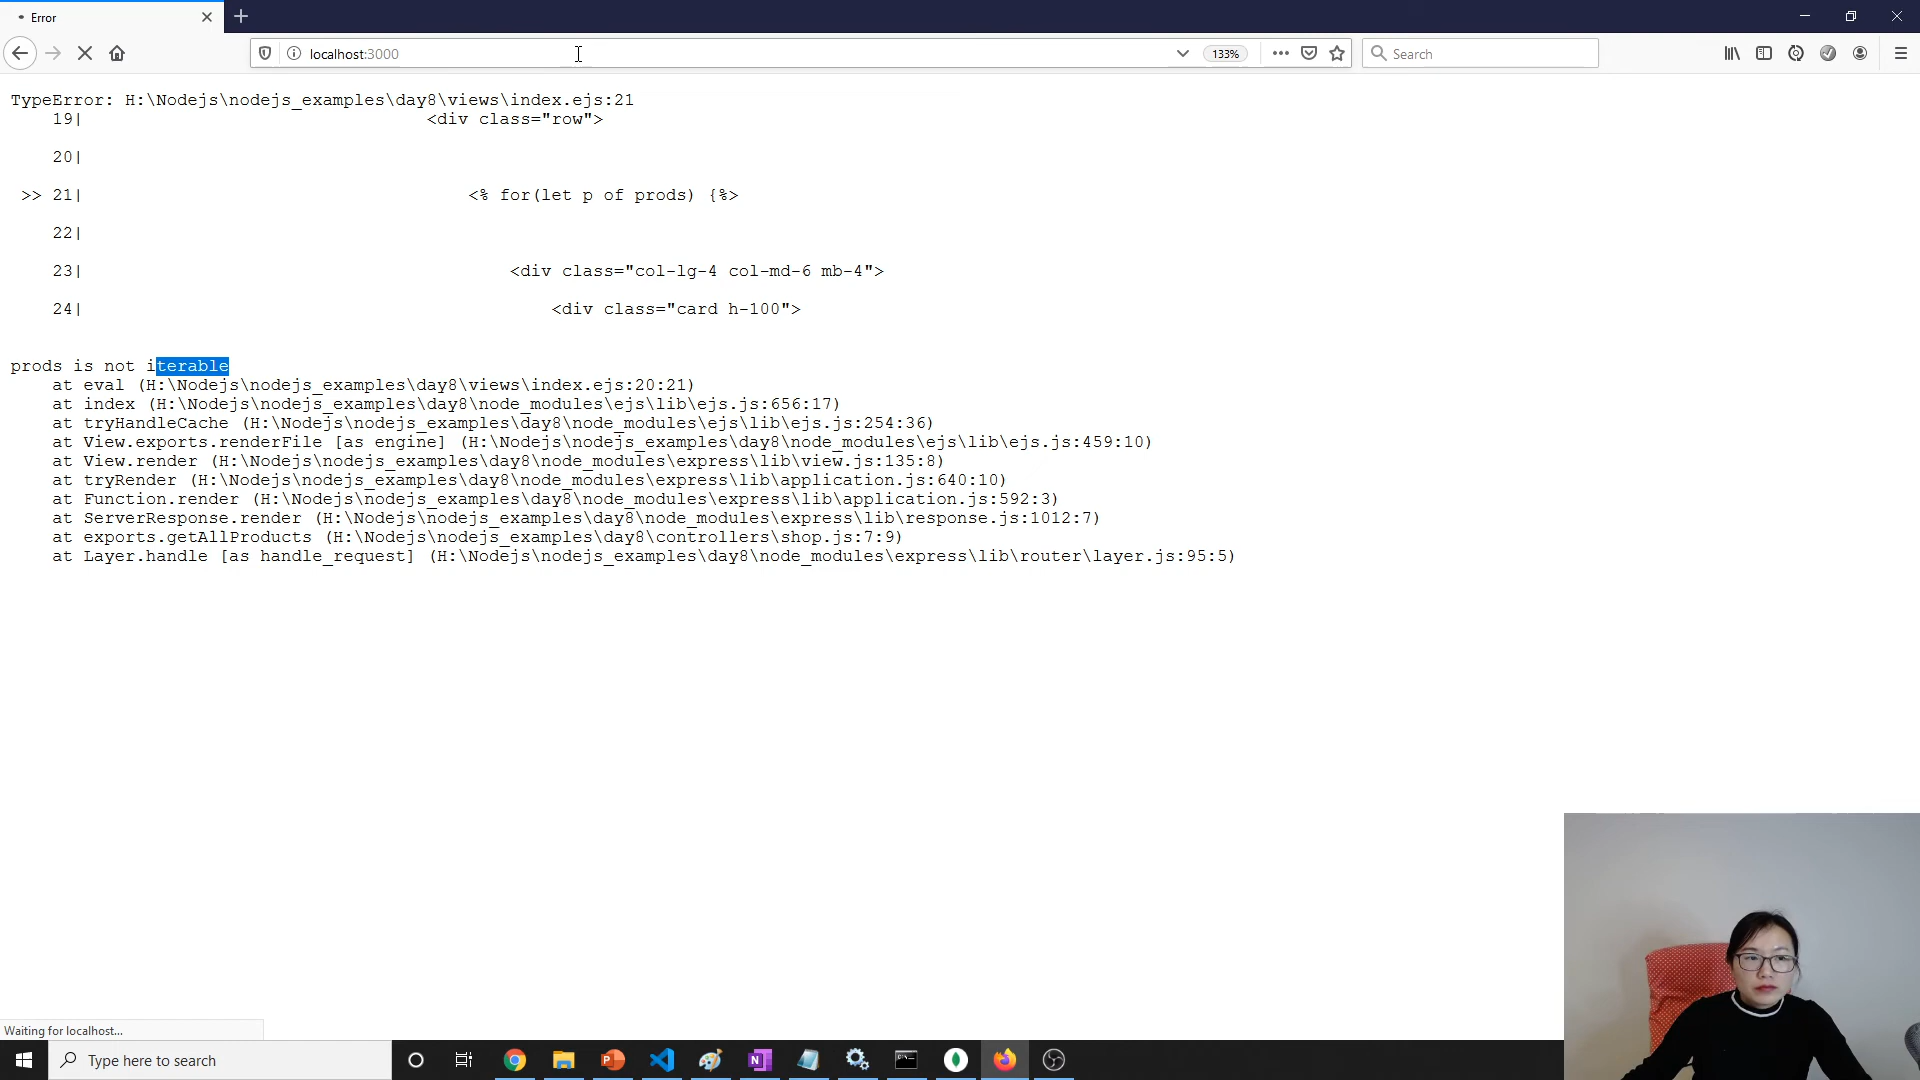 Error
localhost:3000
133%
Search
TypeError: H:\Nodejs\nodejs_examples\day8\views\index.ejs:21
19| <div class="row">
20|
>> 21| <% for(let p of prods) {%>
22|
23| <div class="col-lg-4 col-md-6 mb-4">
24| <div class="card h-100">
prods is not iterable
at eval (H:\Nodejs\nodejs_examples\day8\views\index.ejs:20:21)
at index (H:\Nodejs\nodejs_examples\day8\node_modules\ejs\lib\ejs.js:656:17)
at tryHandleCache (H:\Nodejs\nodejs_examples\day8\node_modules\ejs\lib\ejs.js:254:36)
at View.exports.renderFile [as engine] (H:\Nodejs\nodejs_examples\day8\node_modules\ejs\lib\ejs.js:459:10)
at View.render (H:\Nodejs\nodejs_examples\day8\node_modules\express\lib\view.js:135:8)
at tryRender (H:\Nodejs\nodejs_examples\day8\node_modules\express\lib\application.js:640:10)
at Function.render (H:\Nodejs\nodejs_examples\day8\node_modules\express\lib\application.js:592:3)
at ServerResponse.render (H:\Nodejs\nodejs_examples\day8\node_modules\express\lib\response.js:1012:7)
at exports.getAllProducts (H:\Nodejs\nodejs_examples\day8\controllers\shop.js:7:9)
at Layer.handle [as handle_request] (H:\Nodejs\nodejs_examples\day8\node_modules\express\lib\router\layer.js:95:5)
Waiting for localhost...
Type here to search